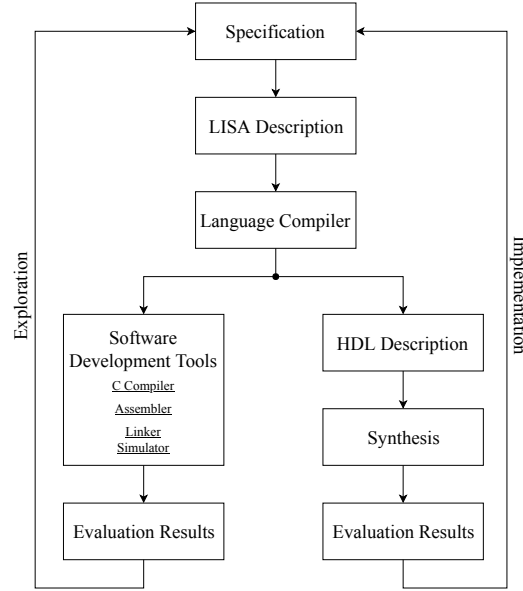 Specification
LISA Description
Language Compiler
Exploration
Implementation
Software
Development Tools
C Compiler
Assembler
Linker
Simulator
HDL Description
Synthesis
Evaluation Results
Evaluation Results